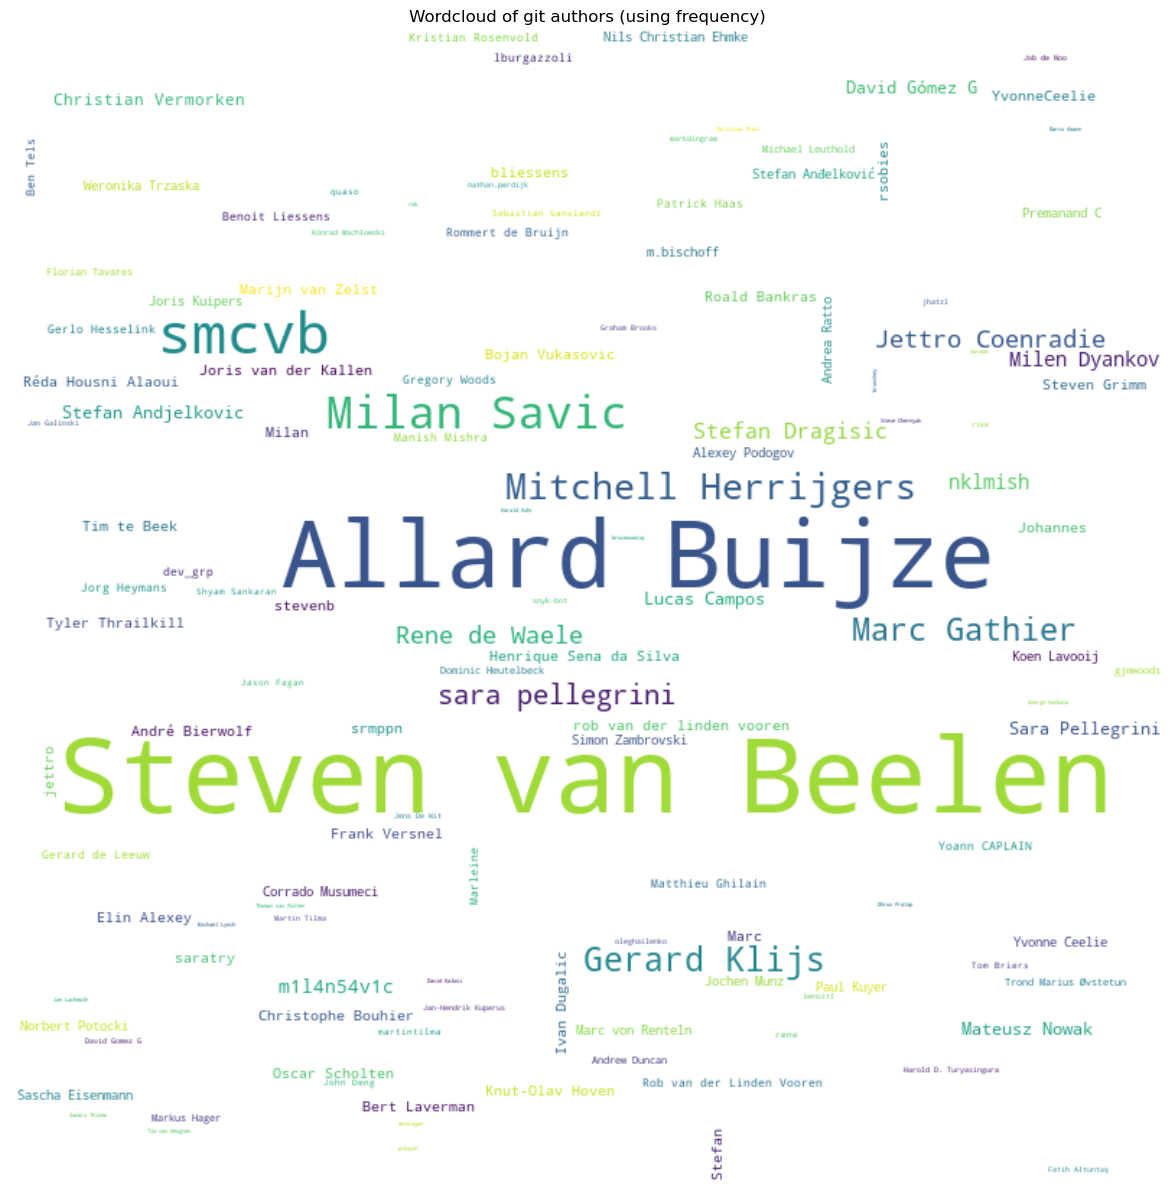 Wordcloud of git authors (using frequency)
Kristian Rosenvold
Nils Christian Ehmke
lburgazzoli
Job de Noo
David Gómez G
YvonneCeelie
Christian Vermorken
markdingram
Michael Leuthold
rsobies
Ben Tels
bliessens
Stefan Anđelković
Weronika Trzaska
nathan.perdijk
quaso
Patrick Haas
Sebastian Ganslandt
Premanand C
Benoit Liessens
Konrad Wachlowski
Rommert de Bruijn
m.bischoff
Florian Tavares
Marijn van Zelst
Roald Bankras
Joris Kuipers
jhatzl
Andrea Ratto
Gerlo Hesselink
smcvb
Graham Brooks
Jettro Coenradie
Bojan Vukasovic
Milen Dyankov
Joris van der Kallen
Gregory Woods
Réda Housni Alaoui
Steven Grimm
Stefan Andjelkovic
Milan Savic
Jan Galinski
Steve Chernyak
rike
Milan
Manish Mishra
Stefan Dragisic
Alexey Podogov
Mitchell Herrijgers
nklmish
Tim te Beek
Allard Buijze
Johannes
dev_grp
Jorg Heymans
Shyam Sankaran
snyk-bot
Lucas Campos
stevenb
Tyler Thrailkill
Rene de Waele
Marc Gathier
Henrique Sena da Silva
Koen Lavooij
Dominic Heutelbeck
gjnwoods
Jason Fagan
sara pellegrini
André Bierwolf
srmppn
rob van der linden vooren
Sara Pellegrini
Simon Zambrovski
jettro
Steven van Beelen
Jens De Wit
Frank Versnel
Yoann CAPLAIN
Gerard de Leeuw
Marleine
Matthieu Ghilain
Corrado Musumeci
Thomas van Putten
Dhruv Pratap
Elin Alexey
Martin Tilma
Michael Lynch
oleghailenko
Marc
Yvonne Ceelie
saratry
Gerard Klijs
Tom Briers
m1l4n54v1c
Jochen Munz
Paul Kuyer
Trond Marius Øvstetun
Ivan Dugalic
benoitl
Jan-Hendrik Kuperus
Christophe Bouhier
Norbert Potocki
martintilma
Marc von Renteln
rene
Mateusz Nowak
David Gomez G
Andrew Duncan
Harold D. Turyasingura
Oscar Scholten
John Deng
Knut-Olav Hoven
Rob van der Linden Vooren
Sascha Eisenmann
Bert Laverman
Markus Hager
Stefan
Fatih Altuntaş